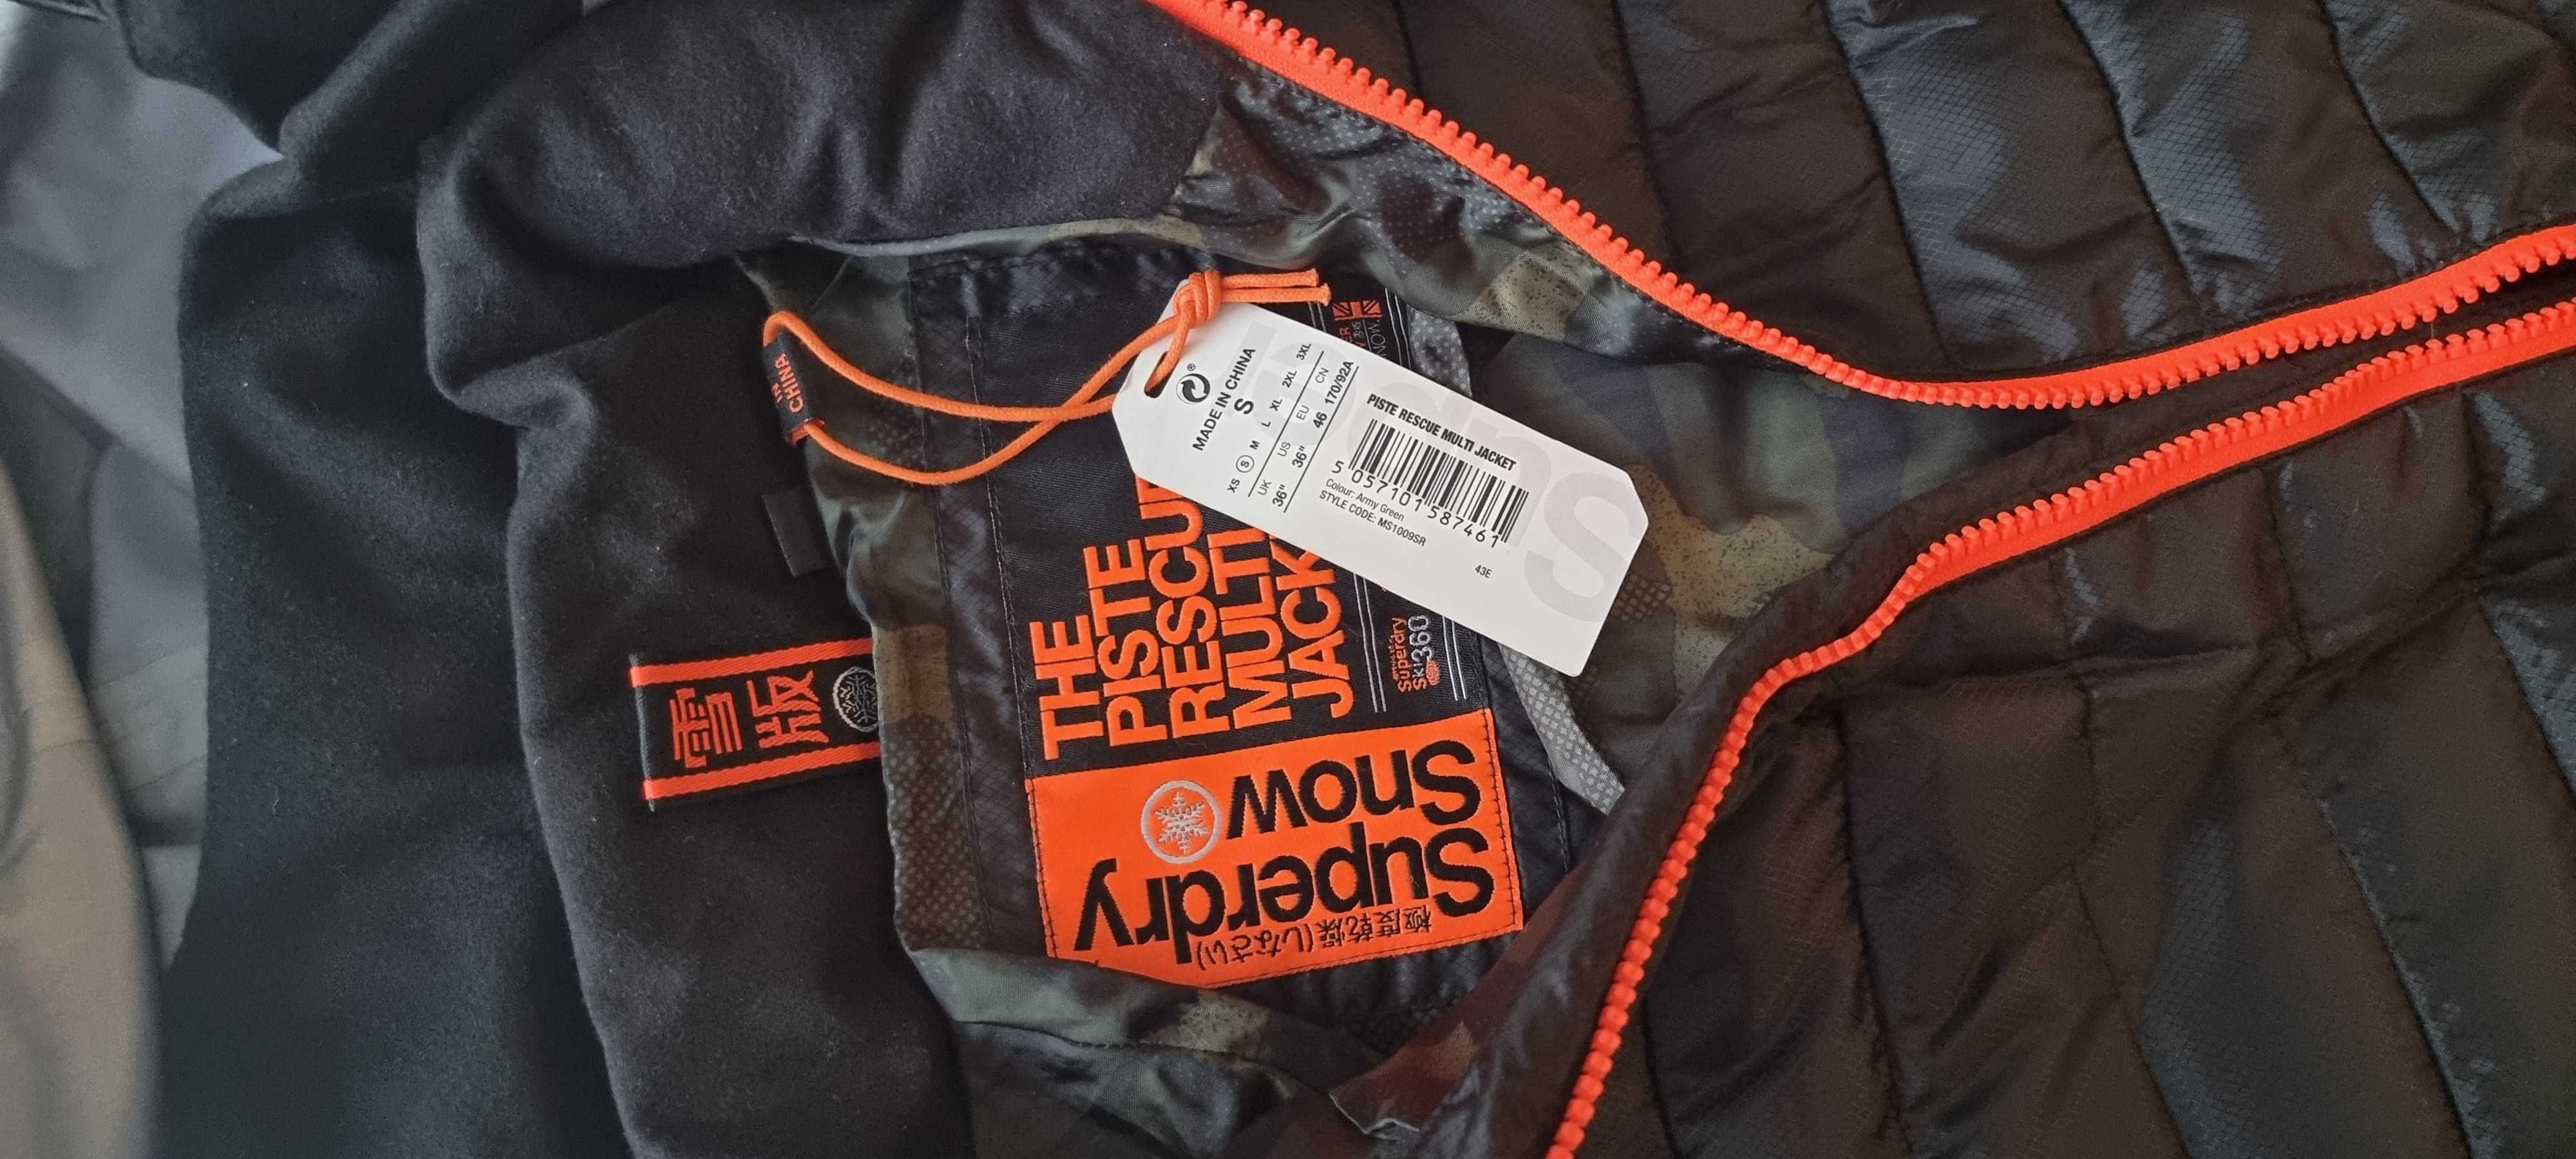 MADE IN CHINA
S
XS S M L XL 2XL 3XL
UK US EU CN
36" 36" 46 170/92A
PISTE RESCUE MULTI JACKET
5 057101 587461
Colour: Army Green
STYLE CODE: MS1009SR
43E
CHINA
THE
PISTE
RESCU
MULTI
JACK
Superdry
Ski360
雪版
極度乾燥(しなさい)
Superdry
Snow